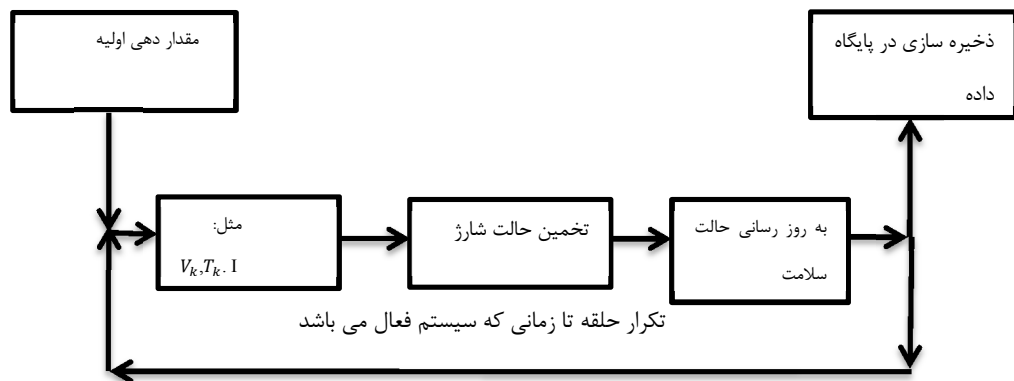 مقدار دهی اولیه
ذخیره سازی در پایگاه
داده
مثل:
V_k,T_k. I
تخمین حالت شارژ
به روز رسانی حالت
سلامت
تکرار حلقه تا زمانی که سیستم فعال می باشد